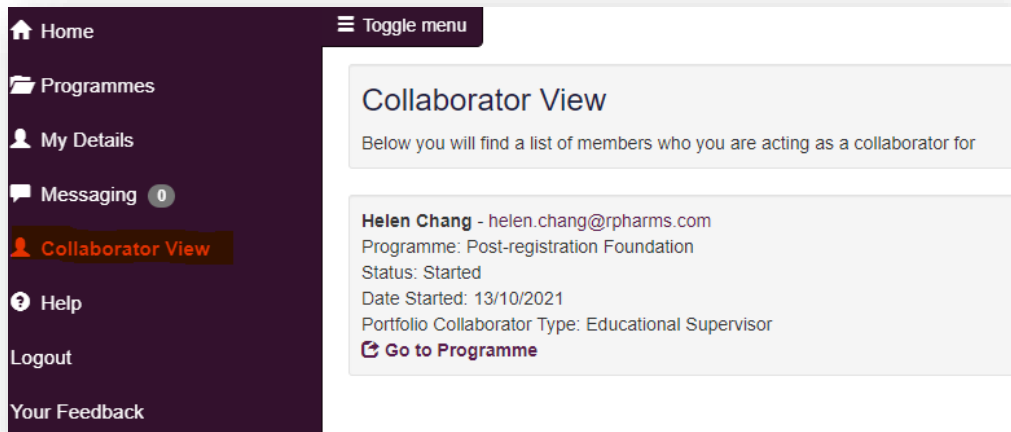 Home
Programmes
My Details
Messaging 0
Collaborator View
Help
Logout
Your Feedback
Toggle menu
Collaborator View
Below you will find a list of members who you are acting as a collaborator for
Helen Chang - helen.chang@rpharms.com
Programme: Post-registration Foundation
Status: Started
Date Started: 13/10/2021
Portfolio Collaborator Type: Educational Supervisor
Go to Programme